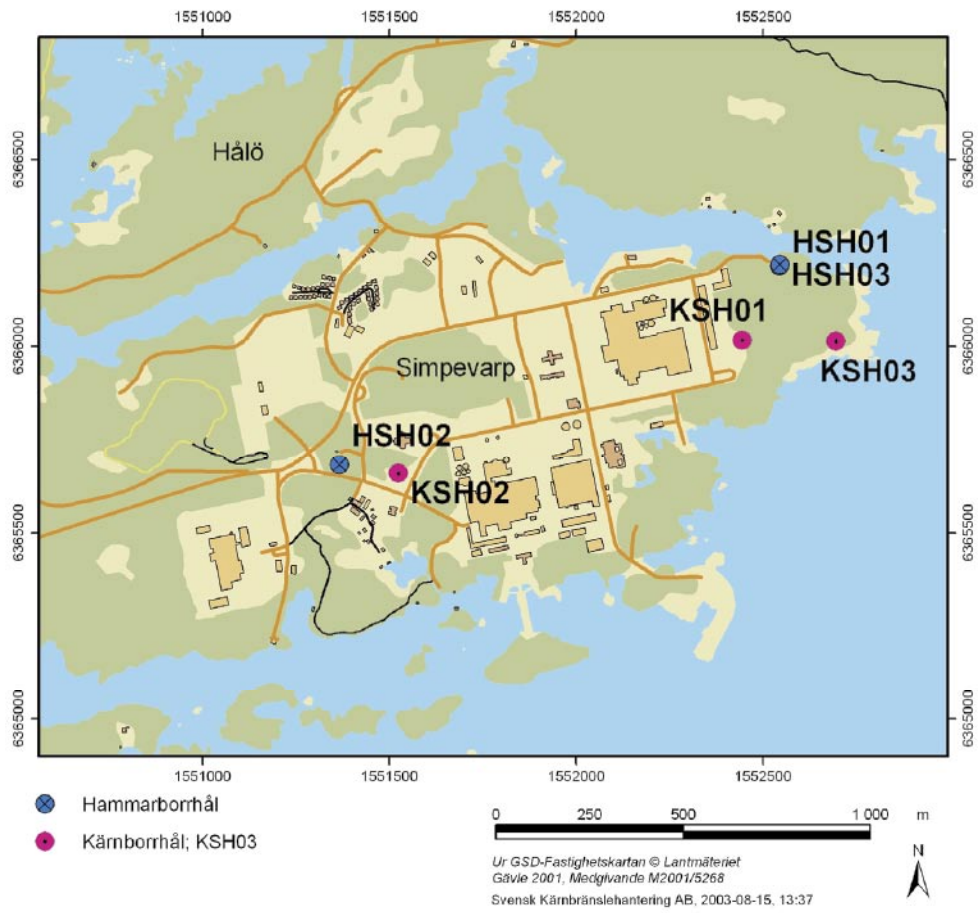 1551000 1551500 1552000 1552500
6366500 6366500
Hålö
HSH01
HSH03
KSH01
6366000 6366000
Simpevarp
KSH03
HSH02
KSH02
6365500 6365500
6365000 6365000
1551000 1551500 1552000 1552500
Hammarborrhål
Kärnborrhål; KSH03
0 250 500 1 000 m
N
Ur GSD-Fastighetskartan © Lantmäteriet
Gävle 2001, Medgivande M2001/5268
Svensk Kärnbränslehantering AB, 2003-08-15, 13:37